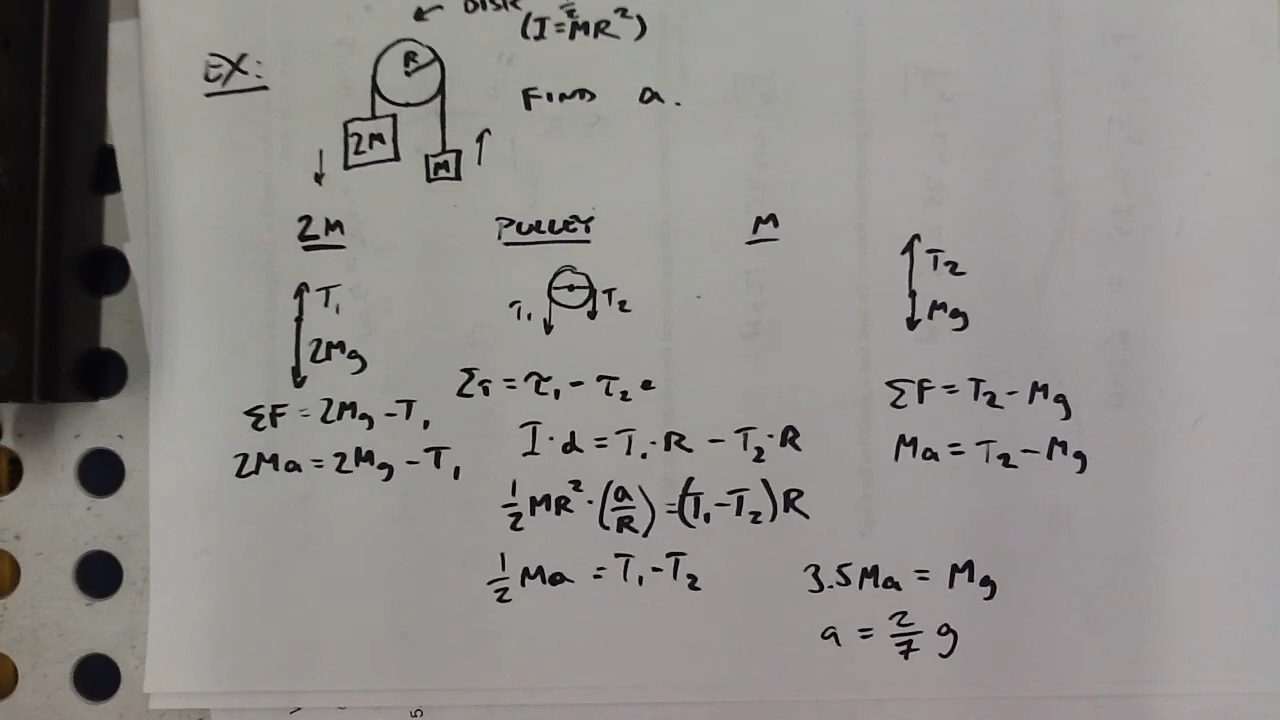 DISK
(I=½MR²)
EX:
R
FIND a.
2M
M
2M
PULLEY
M
T₁
2Mg
T₁
T₂
T₂
Mg
ΣF = 2Mg - T₁
2Ma = 2Mg - T₁
Στ = τ₁ - τ₂
I·α = T₁·R - T₂·R
½MR²·(a/R) = (T₁-T₂)R
½Ma = T₁-T₂
ΣF = T₂ - Mg
Ma = T₂ - Mg
3.5Ma = Mg
a = 2/7 g
5